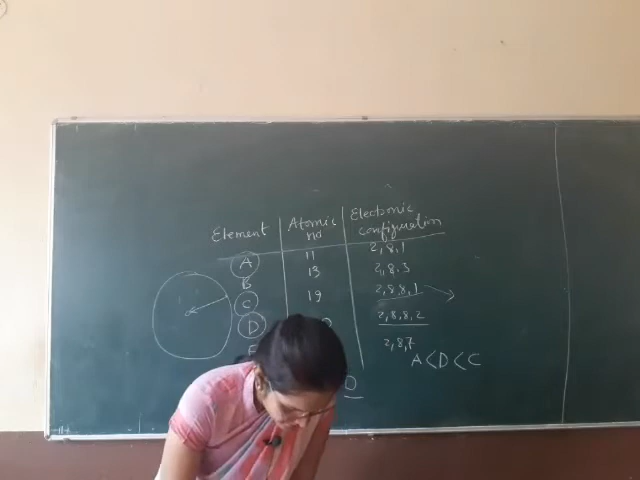 Element Atomic no Electronic configuration
A 11 2,8,1
B 13 2,8,3
C 19 2,8,8,1
D 2,8,8,2
2,8,7
A<D<C
D